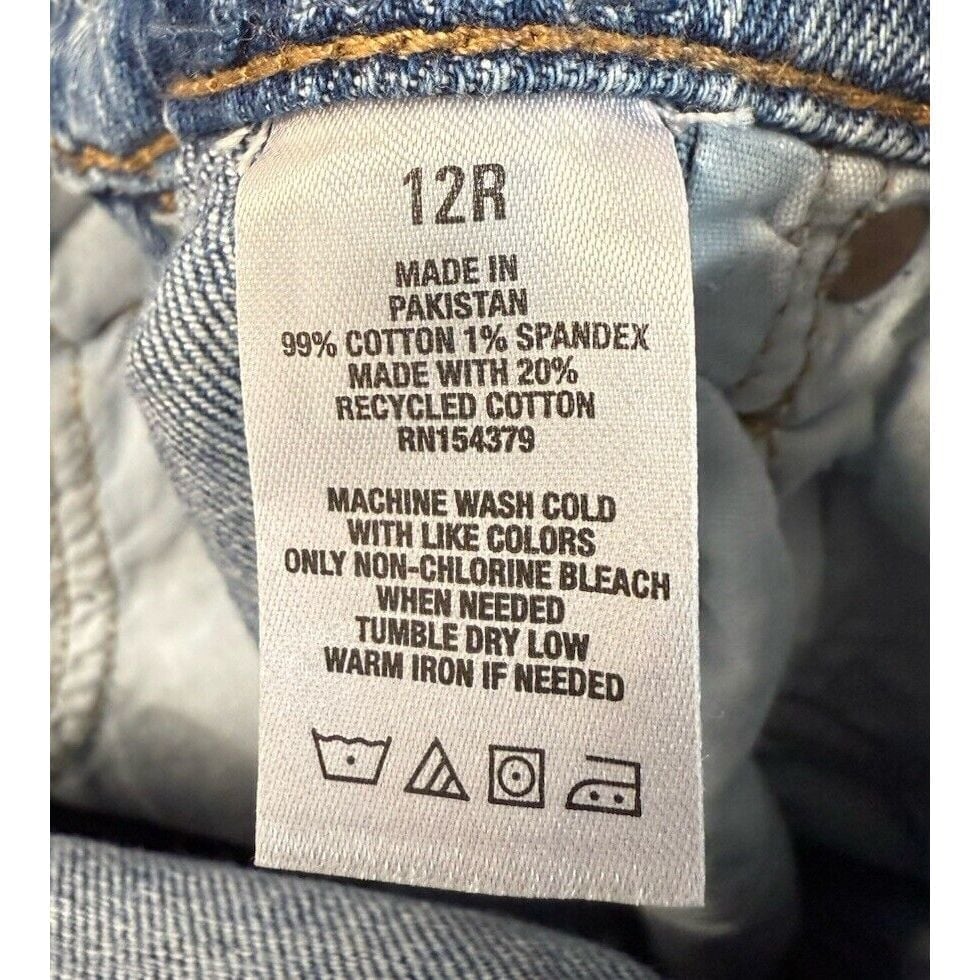 12R
MADE IN
PAKISTAN
99% COTTON 1% SPANDEX
MADE WITH 20%
RECYCLED COTTON
RN154379
MACHINE WASH COLD
WITH LIKE COLORS
ONLY NON-CHLORINE BLEACH
WHEN NEEDED
TUMBLE DRY LOW
WARM IRON IF NEEDED